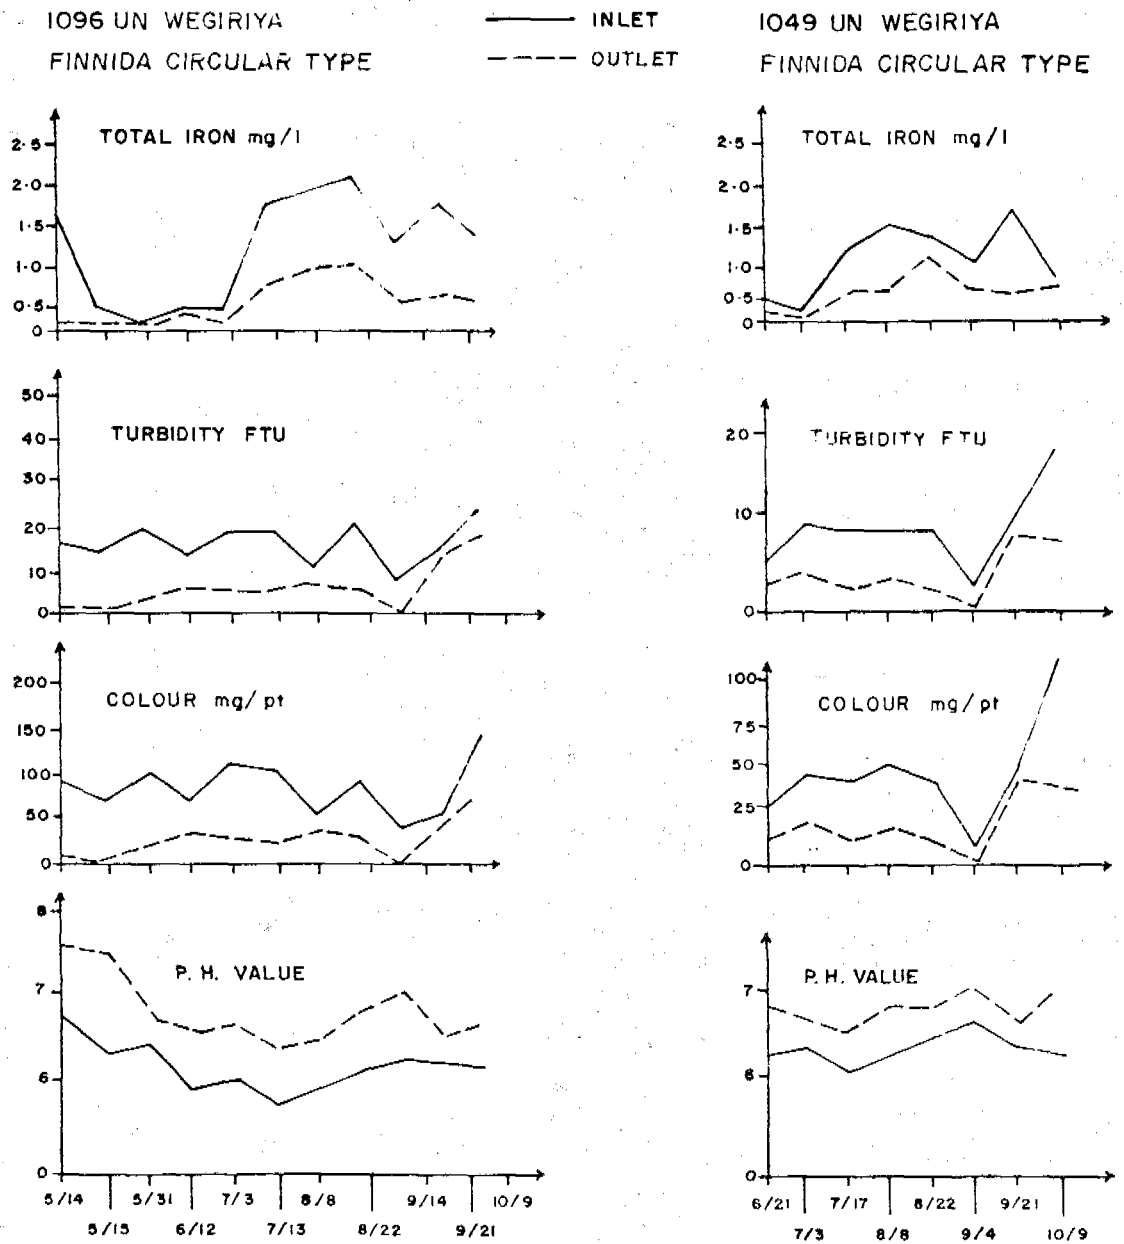 1096 UN WEGIRIYA
FINNIDA CIRCULAR TYPE
INLET
OUTLET
1049 UN WEGIRIYA
FINNIDA CIRCULAR TYPE
TOTAL IRON mg/l
2.5
2.0
1.5
1.0
0.5
0
TOTAL IRON mg/l
2.5
2.0
1.5
1.0
0.5
0
TURBIDITY FTU
50
40
30
20
10
0
TURBIDITY FTU
20
10
0
COLOUR mg/pt
200
150
100
50
0
COLOUR mg/pt
100
75
50
25
0
P. H. VALUE
8
7
6
0
5/14 5/31 7/3 8/8 9/14 10/9
5/15 6/12 7/13 8/22 9/21
P. H. VALUE
7
6
0
6/21 7/17 8/22 9/21
7/3 8/8 9/4 10/9